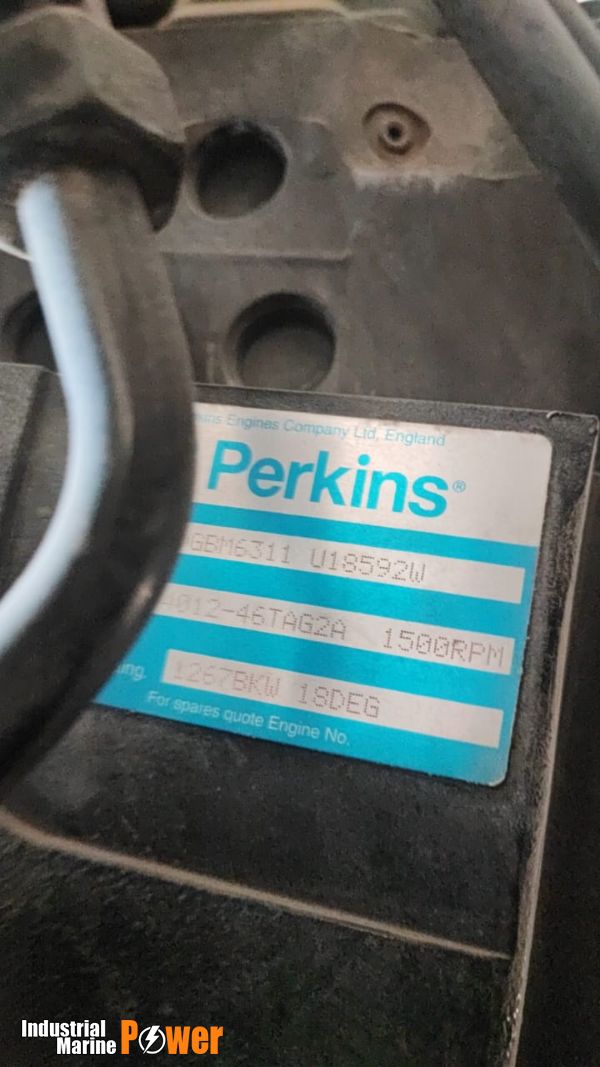 Engines Company Ltd, England
Perkins®
GBM6311 U18592W
4012-46TAG2A 1500RPM
1267BKW 18DEG
For spares quote Engine No.
Industrial
Marine
Power